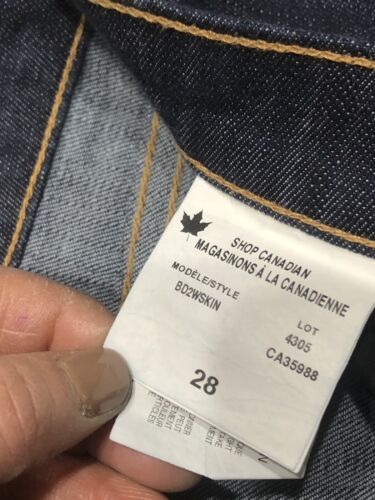 SHOP CANADIAN
MAGASINONS À LA CANADIENNE
MODÈLE/STYLE
BD2WSKIN
LOT
4305
CA35988
28